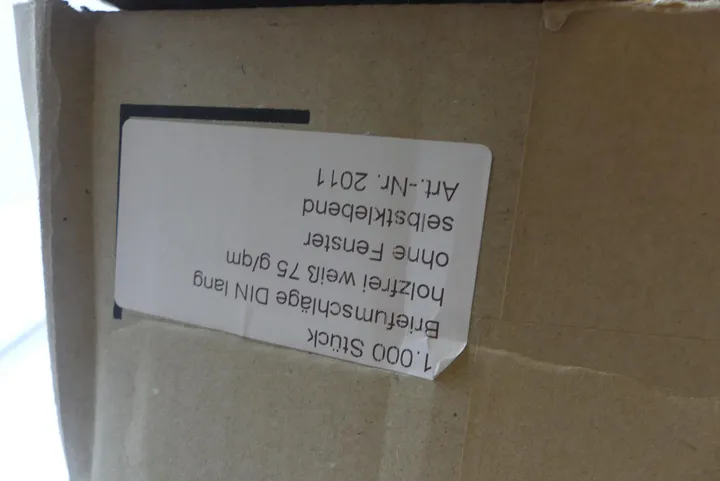 1.000 Stück
Briefumschläge DIN lang
holzfrei weiß 75 g/qm
ohne Fenster
selbstklebend
Art.-Nr. 2011